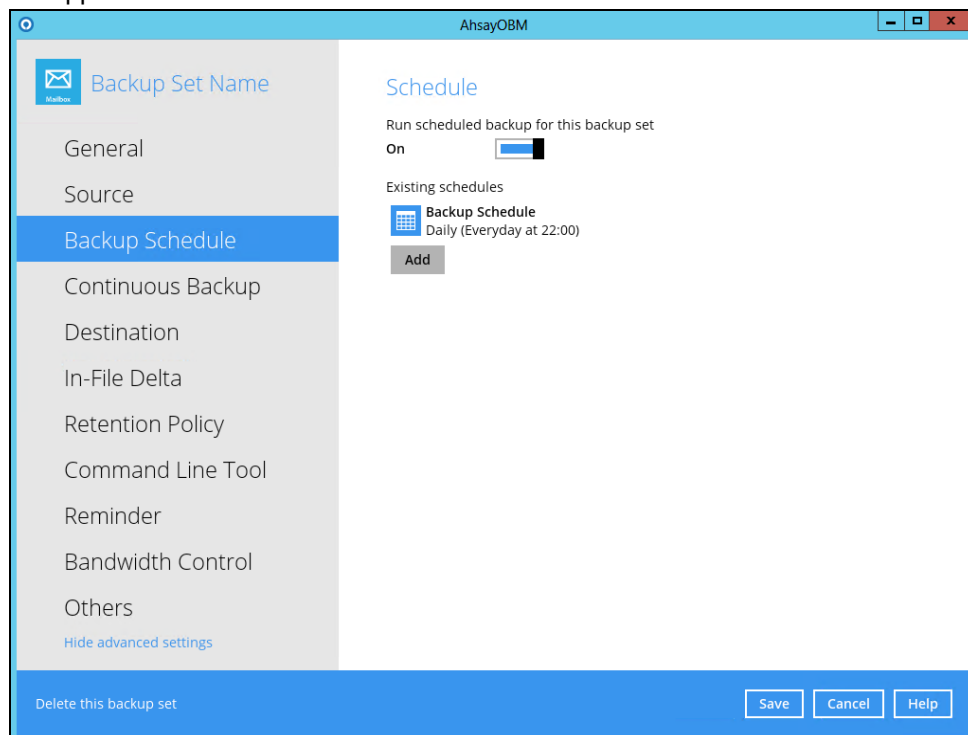 AhsayOBM
Mailbox
Backup Set Name
General
Source
Backup Schedule
Continuous Backup
Destination
In-File Delta
Retention Policy
Command Line Tool
Reminder
Bandwidth Control
Others
Hide advanced settings
Schedule
Run scheduled backup for this backup set
On
Existing schedules
Backup Schedule
Daily (Everyday at 22:00)
Add
Delete this backup set
Save
Cancel
Help